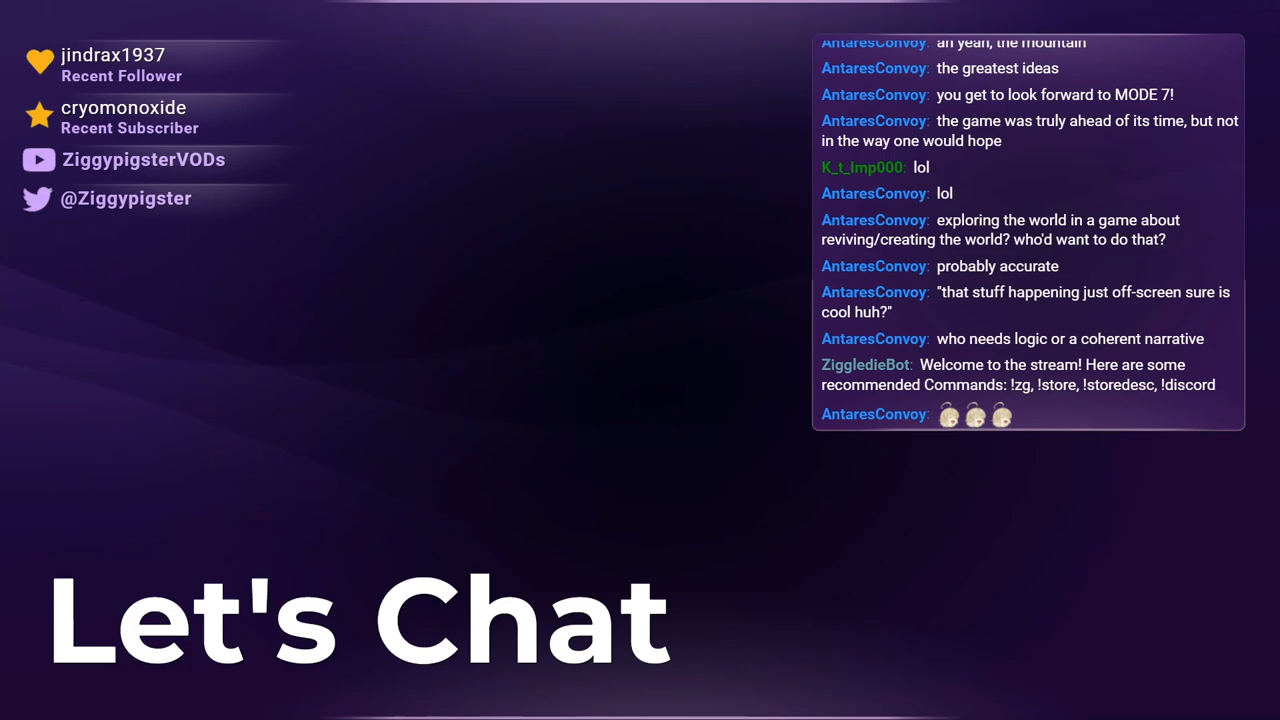 jindrax1937
Recent Follower
cryomonoxide
Recent Subscriber
ZiggypigsterVODs
@Ziggypigster
AntaresConvoy: ah yeah, the mountain
AntaresConvoy: the greatest ideas
AntaresConvoy: you get to look forward to MODE 7!
AntaresConvoy: the game was truly ahead of its time, but not
in the way one would hope
K_t_Imp000: lol
AntaresConvoy: lol
AntaresConvoy: exploring the world in a game about
reviving/creating the world? who'd want to do that?
AntaresConvoy: probably accurate
AntaresConvoy: "that stuff happening just off-screen sure is
cool huh?"
AntaresConvoy: who needs logic or a coherent narrative
ZiggledieBot: Welcome to the stream! Here are some
recommended Commands: !zg, !store, !storedesc, !discord
AntaresConvoy:
Let's Chat